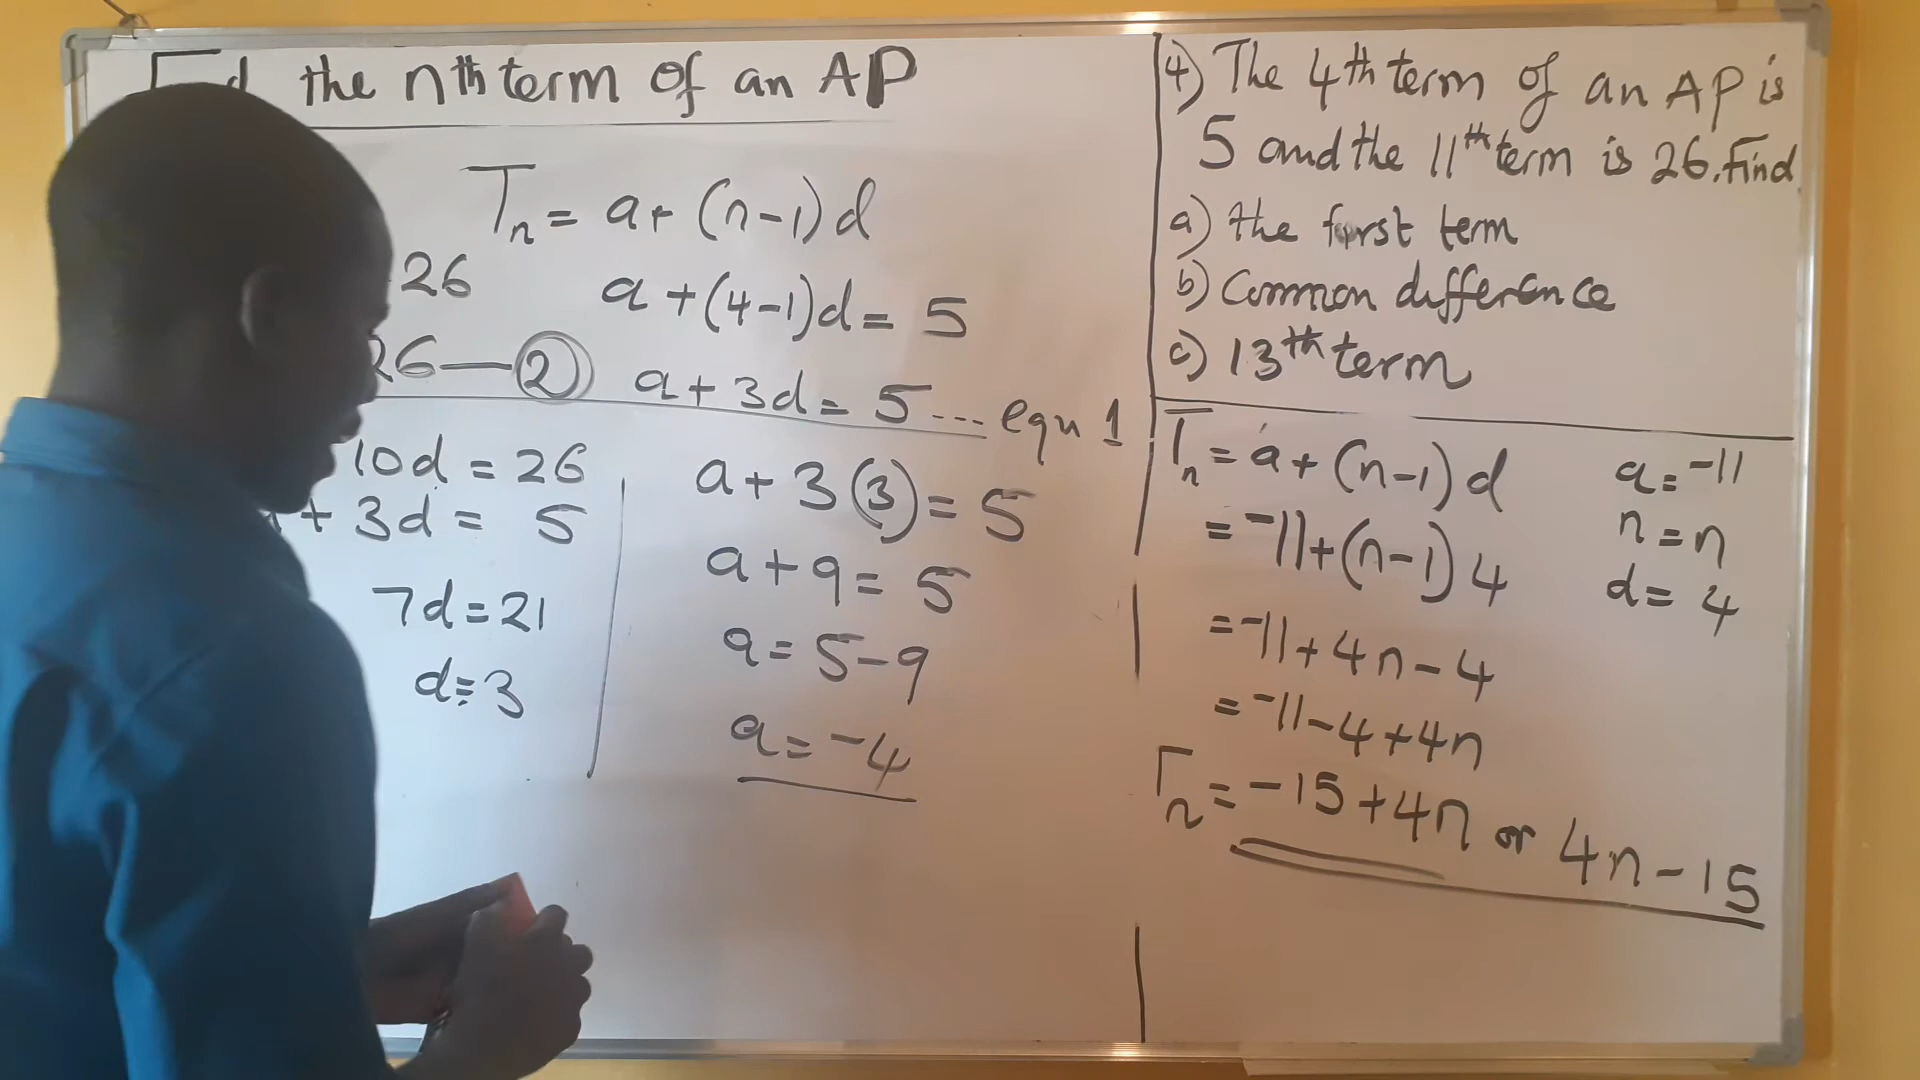 the nth term of an AP
Tn = a + (n-1)d
26
a + (4-1)d = 5
26 — 2
a + 3d = 5 --- equ 1
10d = 26
+ 3d = 5
7d = 21
d = 3
a + 3(3) = 5
a + 9 = 5
a = 5 - 9
a = -4
4) The 4th term of an AP is
5 and the 11th term is 26. Find
a) the first term
b) Common difference
c) 13th term
Tn = a + (n-1)d
= -11 + (n-1)4
= -11 + 4n - 4
= -11 - 4 + 4n
Tn = -15 + 4n or 4n - 15
a = -11
n = n
d = 4